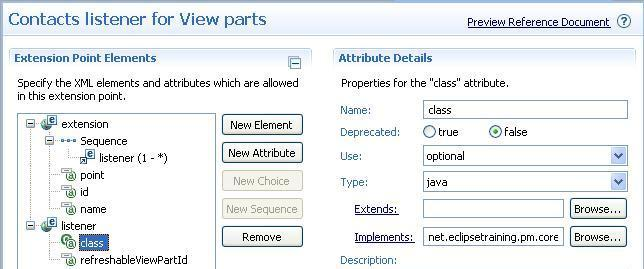 Contacts listener for View parts
Preview Reference Document
Extension Point Elements
Specify the XML elements and attributes which are allowed
in this extension point.
extension
Sequence
listener (1 - *)
point
id
name
listener
class
refreshableViewPartId
New Element
New Attribute
New Choice
New Sequence
Remove
Attribute Details
Properties for the "class" attribute.
Name: class
Deprecated: true false
Use: optional
Type: java
Extends: Browse...
Implements: net.eclipsetraining.pm.core Browse...
Description: